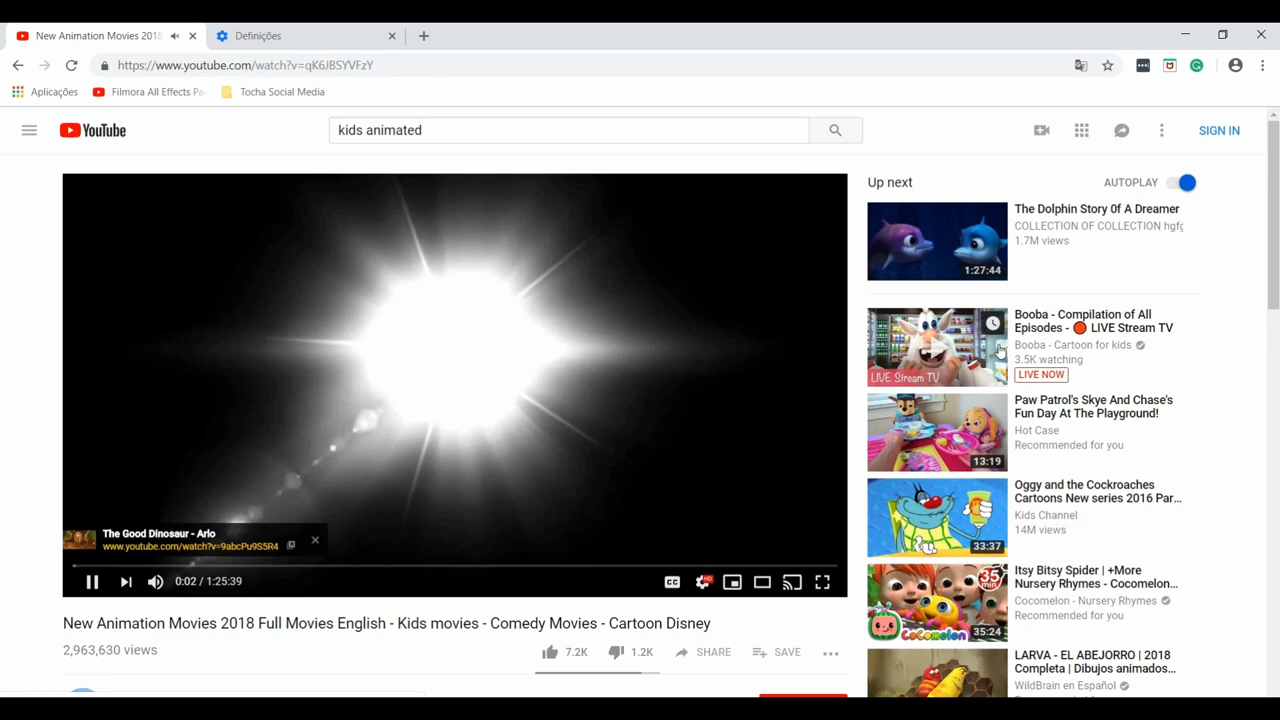 New Animation Movies 2018
Definições
https://www.youtube.com/watch?v=qK6JBSYVFzY
Aplicações
Filmora All Effects Pa
Tocha Social Media
YouTube
kids animated
SIGN IN
Up next
AUTOPLAY
The Dolphin Story 0f A Dreamer
COLLECTION OF COLLECTION hgfg
1.7M views
1:27:44
Booba - Compilation of All
Episodes - LIVE Stream TV
Booba - Cartoon for kids
3.5K watching
LIVE NOW
LIVE Stream TV
Paw Patrol's Skye And Chase's
Fun Day At The Playground!
Hot Case
Recommended for you
13:19
Oggy and the Cockroaches
Cartoons New series 2016 Par...
Kids Channel
14M views
33:37
Itsy Bitsy Spider | +More
Nursery Rhymes - Cocomelon...
Cocomelon - Nursery Rhymes
Recommended for you
35 min
CoComelon
35:24
LARVA - EL ABEJORRO | 2018
Completa | Dibujos animados...
WildBrain en Español
The Good Dinosaur - Arlo
www.youtube.com/watch?v=9abcPu9S5R4
0:02 / 1:25:39
CC
HD
New Animation Movies 2018 Full Movies English - Kids movies - Comedy Movies - Cartoon Disney
2,963,630 views
7.2K
1.2K
SHARE
SAVE